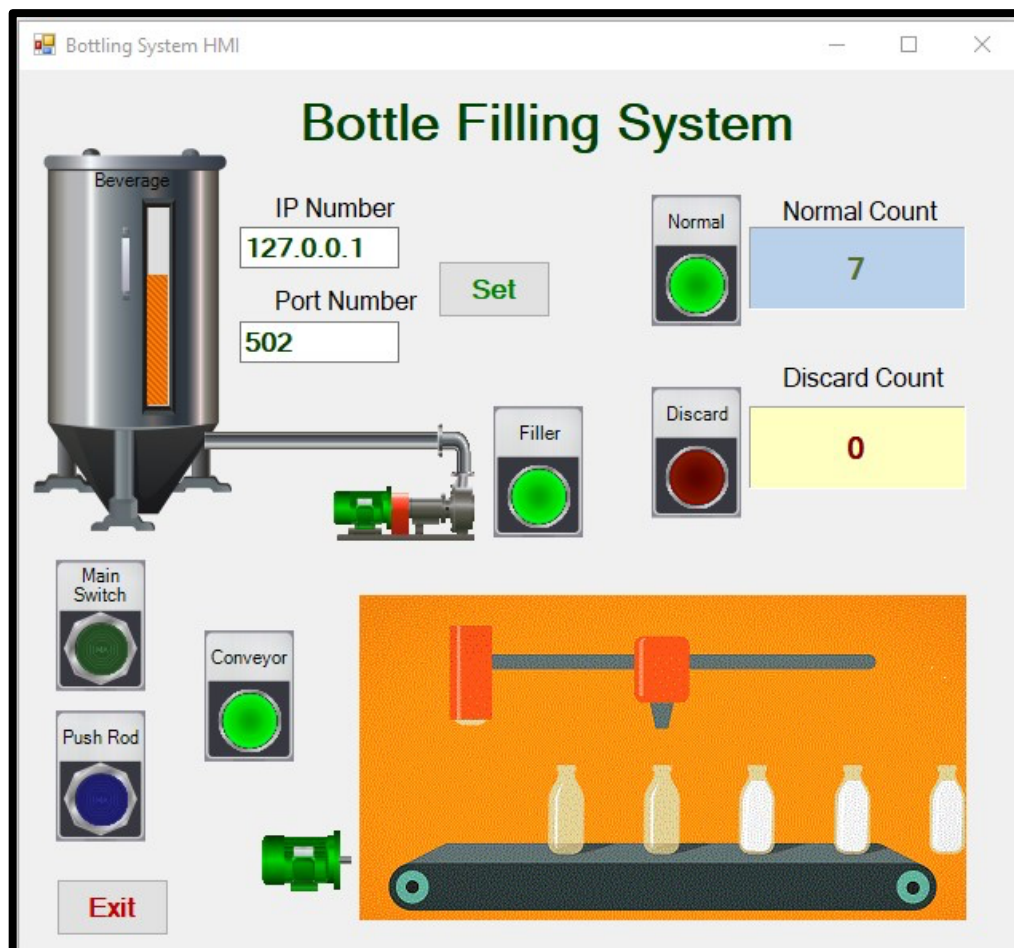 Bottling System HMI
Bottle Filling System
Beverage
IP Number
127.0.0.1
Port Number
502
Set
Normal
Normal Count
7
Discard
Discard Count
0
Filler
Main
Switch
Conveyor
Push Rod
Exit